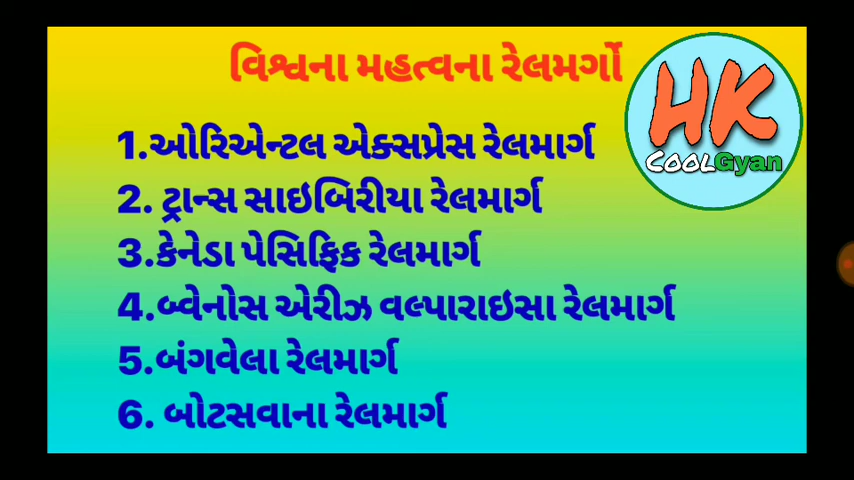 વિશ્વના મહત્વના રેલમર્ગો
HK
COOLGyan
1.ઓરિએન્ટલ એક્સપ્રેસ રેલમાર્ગ
2. ટ્રાન્સ સાઇબિરીયા રેલમાર્ગ
3.કેનેડા પેસિફિક રેલમાર્ગ
4.બ્વેનોસ એરીઝ વલ્પારાઇસા રેલમાર્ગ
5.બંગવેલા રેલમાર્ગ
6. બોટસવાના રેલમાર્ગ